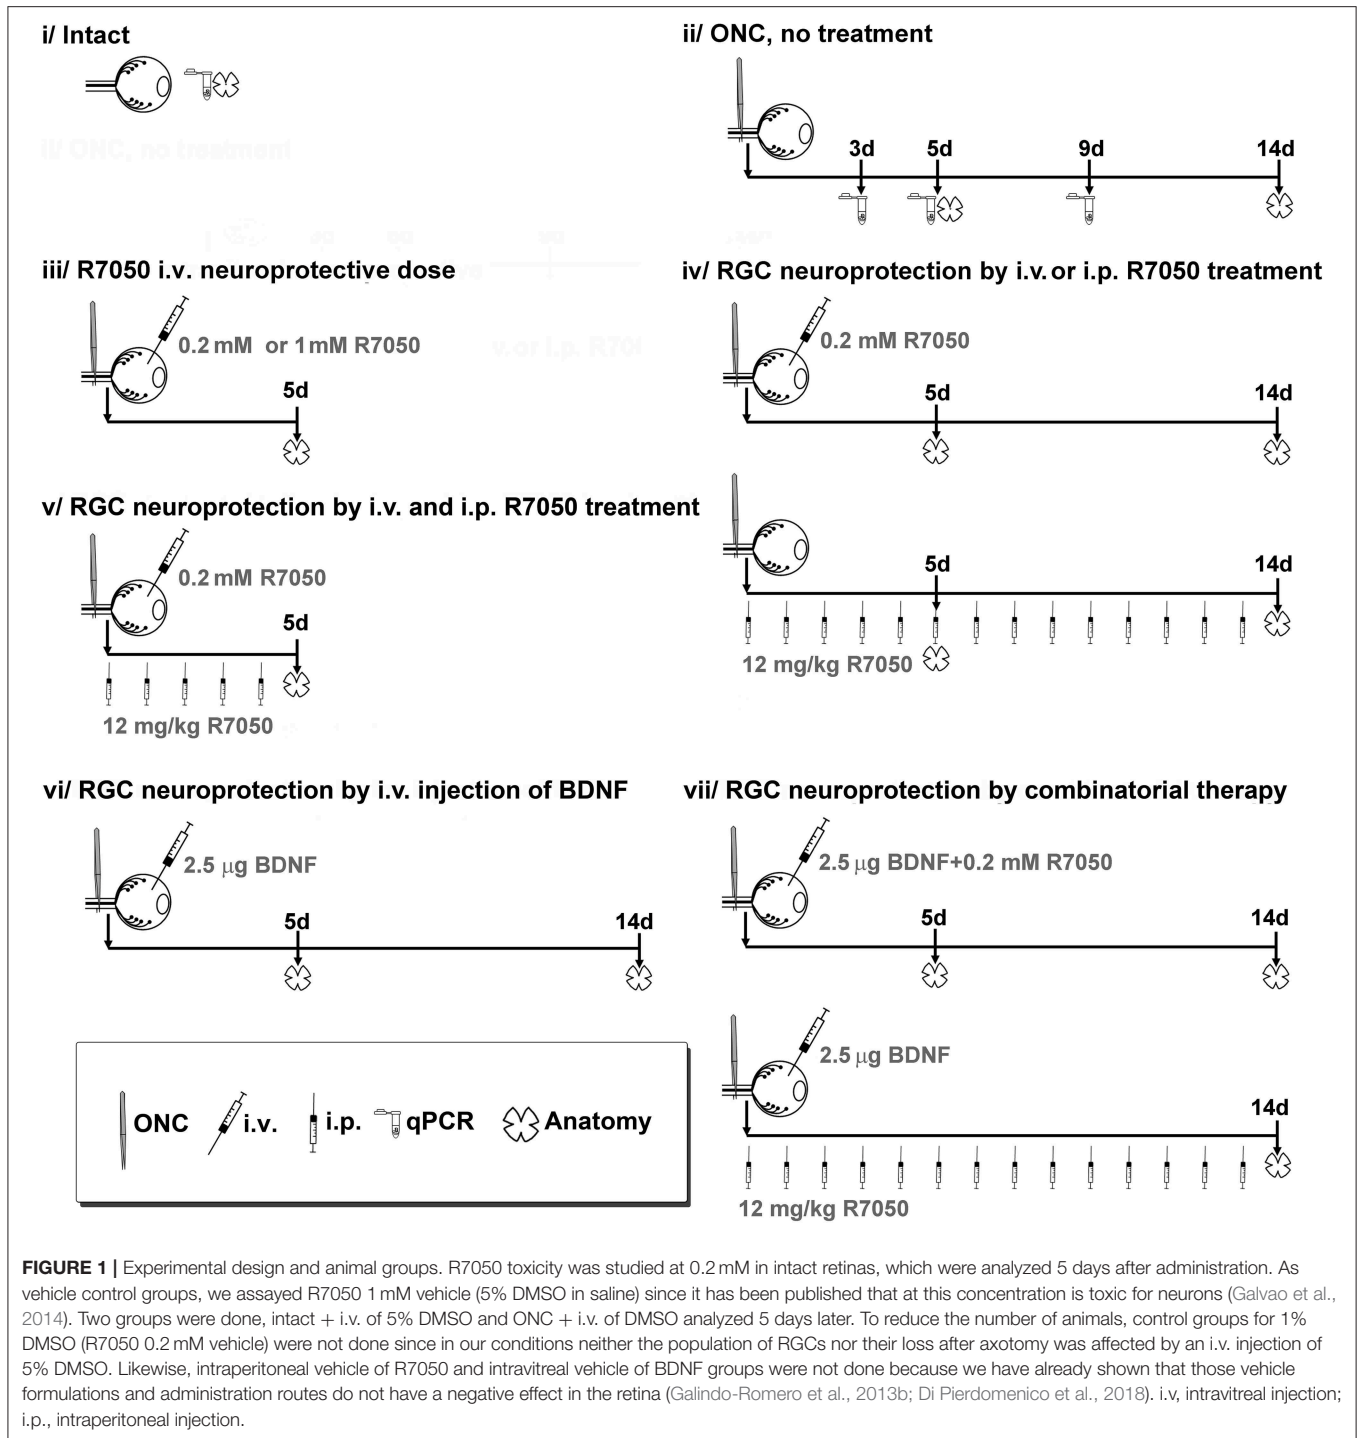 i/ Intact
ii/ ONC, no treatment
3d 5d 9d 14d
iii/ R7050 i.v. neuroprotective dose
0.2 mM or 1 mM R7050
5d
iv/ RGC neuroprotection by i.v. or i.p. R7050 treatment
0.2 mM R7050
5d 14d
5d 14d
12 mg/kg R7050
v/ RGC neuroprotection by i.v. and i.p. R7050 treatment
0.2 mM R7050
5d
12 mg/kg R7050
vi/ RGC neuroprotection by i.v. injection of BDNF
2.5 µg BDNF
5d 14d
vii/ RGC neuroprotection by combinatorial therapy
2.5 µg BDNF+0.2 mM R7050
5d 14d
2.5 µg BDNF
14d
12 mg/kg R7050
ONC i.v. i.p. qPCR Anatomy
FIGURE 1 | Experimental design and animal groups. R7050 toxicity was studied at 0.2 mM in intact retinas, which were analyzed 5 days after administration. As
vehicle control groups, we assayed R7050 1 mM vehicle (5% DMSO in saline) since it has been published that at this concentration is toxic for neurons (Galvao et al.,
2014). Two groups were done, intact + i.v. of 5% DMSO and ONC + i.v. of DMSO analyzed 5 days later. To reduce the number of animals, control groups for 1%
DMSO (R7050 0.2 mM vehicle) were not done since in our conditions neither the population of RGCs nor their loss after axotomy was affected by an i.v. injection of
5% DMSO. Likewise, intraperitoneal vehicle of R7050 and intravitreal vehicle of BDNF groups were not done because we have already shown that those vehicle
formulations and administration routes do not have a negative effect in the retina (Galindo-Romero et al., 2013b; Di Pierdomenico et al., 2018). i.v, intravitreal injection;
i.p., intraperitoneal injection.